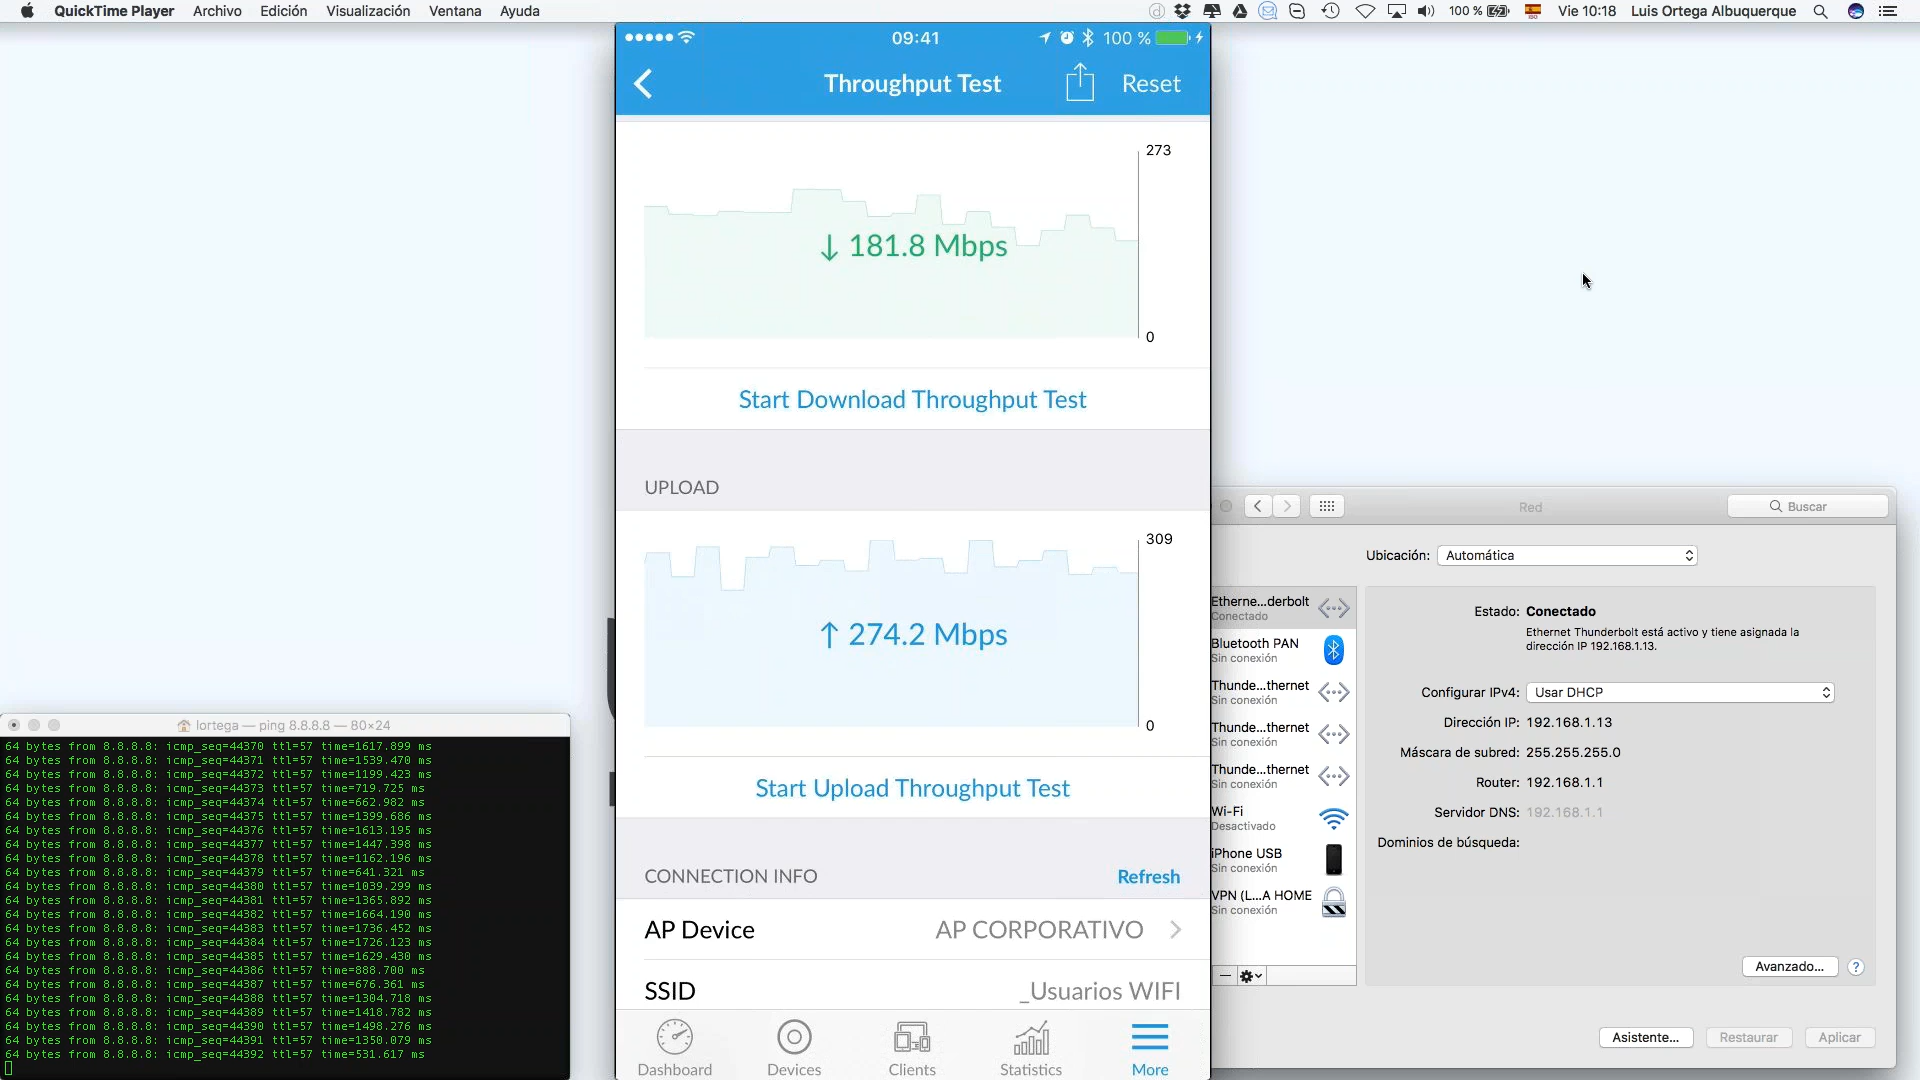 QuickTime Player Archivo Edición Visualización Ventana Ayuda 100 % ISO Vie 10:18 Luis Ortega Albuquerque
09:41 100 %
Throughput Test Reset
273
↓ 181.8 Mbps
0
Start Download Throughput Test
UPLOAD
309
↑ 274.2 Mbps
0
Start Upload Throughput Test
CONNECTION INFO Refresh
AP Device AP CORPORATIVO
SSID _Usuarios WIFI
Dashboard Devices Clients Statistics More
lortega — ping 8.8.8.8 — 80×24
64 bytes from 8.8.8.8: icmp_seq=44370 ttl=57 time=1617.899 ms
64 bytes from 8.8.8.8: icmp_seq=44371 ttl=57 time=1539.470 ms
64 bytes from 8.8.8.8: icmp_seq=44372 ttl=57 time=1199.423 ms
64 bytes from 8.8.8.8: icmp_seq=44373 ttl=57 time=719.725 ms
64 bytes from 8.8.8.8: icmp_seq=44374 ttl=57 time=662.982 ms
64 bytes from 8.8.8.8: icmp_seq=44375 ttl=57 time=1399.686 ms
64 bytes from 8.8.8.8: icmp_seq=44376 ttl=57 time=1613.195 ms
64 bytes from 8.8.8.8: icmp_seq=44377 ttl=57 time=1447.398 ms
64 bytes from 8.8.8.8: icmp_seq=44378 ttl=57 time=1162.196 ms
64 bytes from 8.8.8.8: icmp_seq=44379 ttl=57 time=641.321 ms
64 bytes from 8.8.8.8: icmp_seq=44380 ttl=57 time=1039.299 ms
64 bytes from 8.8.8.8: icmp_seq=44381 ttl=57 time=1365.892 ms
64 bytes from 8.8.8.8: icmp_seq=44382 ttl=57 time=1664.190 ms
64 bytes from 8.8.8.8: icmp_seq=44383 ttl=57 time=1736.452 ms
64 bytes from 8.8.8.8: icmp_seq=44384 ttl=57 time=1726.123 ms
64 bytes from 8.8.8.8: icmp_seq=44385 ttl=57 time=1629.430 ms
64 bytes from 8.8.8.8: icmp_seq=44386 ttl=57 time=888.700 ms
64 bytes from 8.8.8.8: icmp_seq=44387 ttl=57 time=676.361 ms
64 bytes from 8.8.8.8: icmp_seq=44388 ttl=57 time=1304.718 ms
64 bytes from 8.8.8.8: icmp_seq=44389 ttl=57 time=1418.782 ms
64 bytes from 8.8.8.8: icmp_seq=44390 ttl=57 time=1498.276 ms
64 bytes from 8.8.8.8: icmp_seq=44391 ttl=57 time=1350.079 ms
64 bytes from 8.8.8.8: icmp_seq=44392 ttl=57 time=531.617 ms
Red Buscar
Ubicación: Automática
Etherne...derbolt
Conectado
Bluetooth PAN
Sin conexión
Thunde...thernet
Sin conexión
Thunde...thernet
Sin conexión
Thunde...thernet
Sin conexión
Wi-Fi
Desactivado
iPhone USB
Sin conexión
VPN (L...A HOME
Sin conexión
Estado: Conectado
Ethernet Thunderbolt está activo y tiene asignada la
dirección IP 192.168.1.13.
Configurar IPv4: Usar DHCP
Dirección IP: 192.168.1.13
Máscara de subred: 255.255.255.0
Router: 192.168.1.1
Servidor DNS: 192.168.1.1
Dominios de búsqueda:
Avanzado... ?
Asistente... Restaurar Aplicar